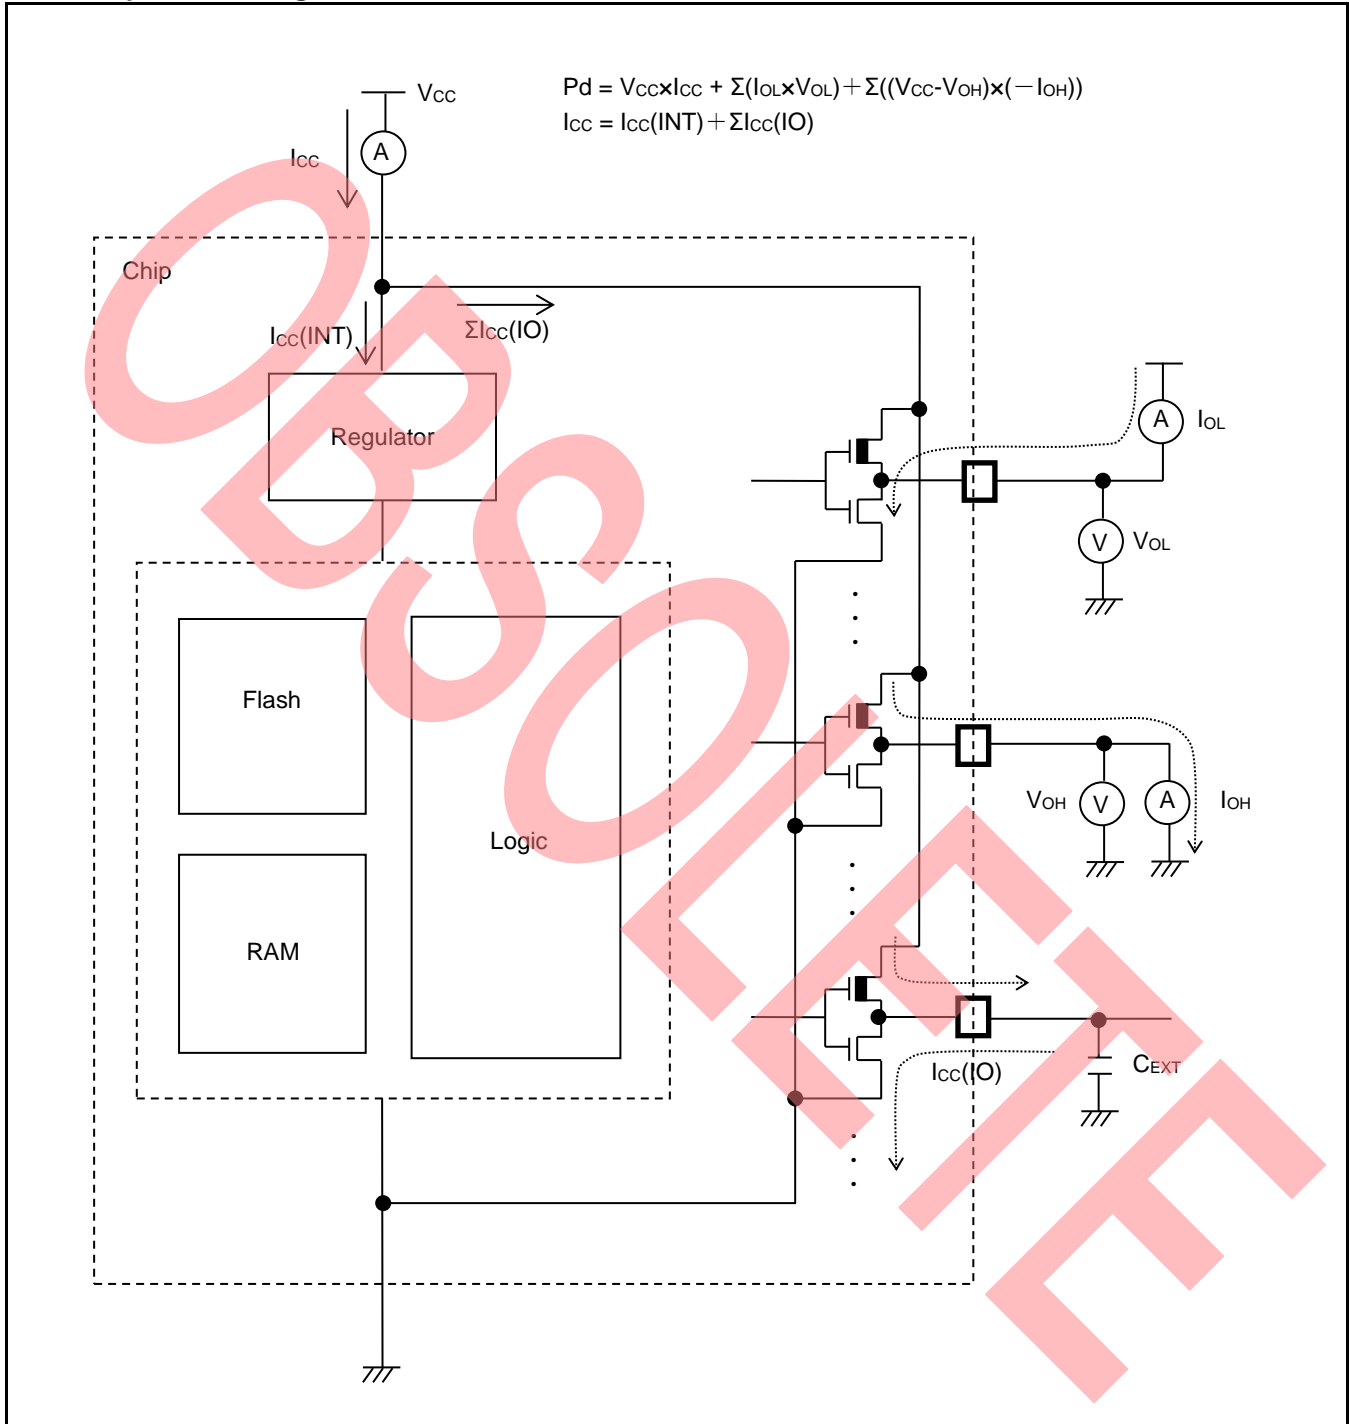 Pd = VCC×ICC + Σ(IOL×VOL)＋Σ((VCC-VOH)×(－IOH))
ICC = ICC(INT)＋ΣICC(IO)
VCC
A
ICC
Chip
ICC(INT)
ΣICC(IO)
Regulator
A
IOL
V
VOL
Flash
Logic
RAM
VOH
V
A
IOH
ICC(IO)
CEXT
OBSOLETE